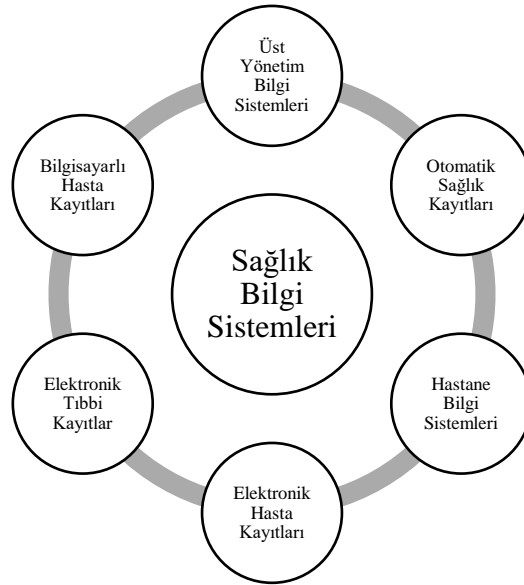 Üst
Yönetim
Bilgi
Sistemleri
Otomatik
Sağlık
Kayıtları
Hastane
Bilgi
Sistemleri
Elektronik
Hasta
Kayıtları
Elektronik
Tıbbi
Kayıtlar
Bilgisayarlı
Hasta
Kayıtları
Sağlık
Bilgi
Sistemleri